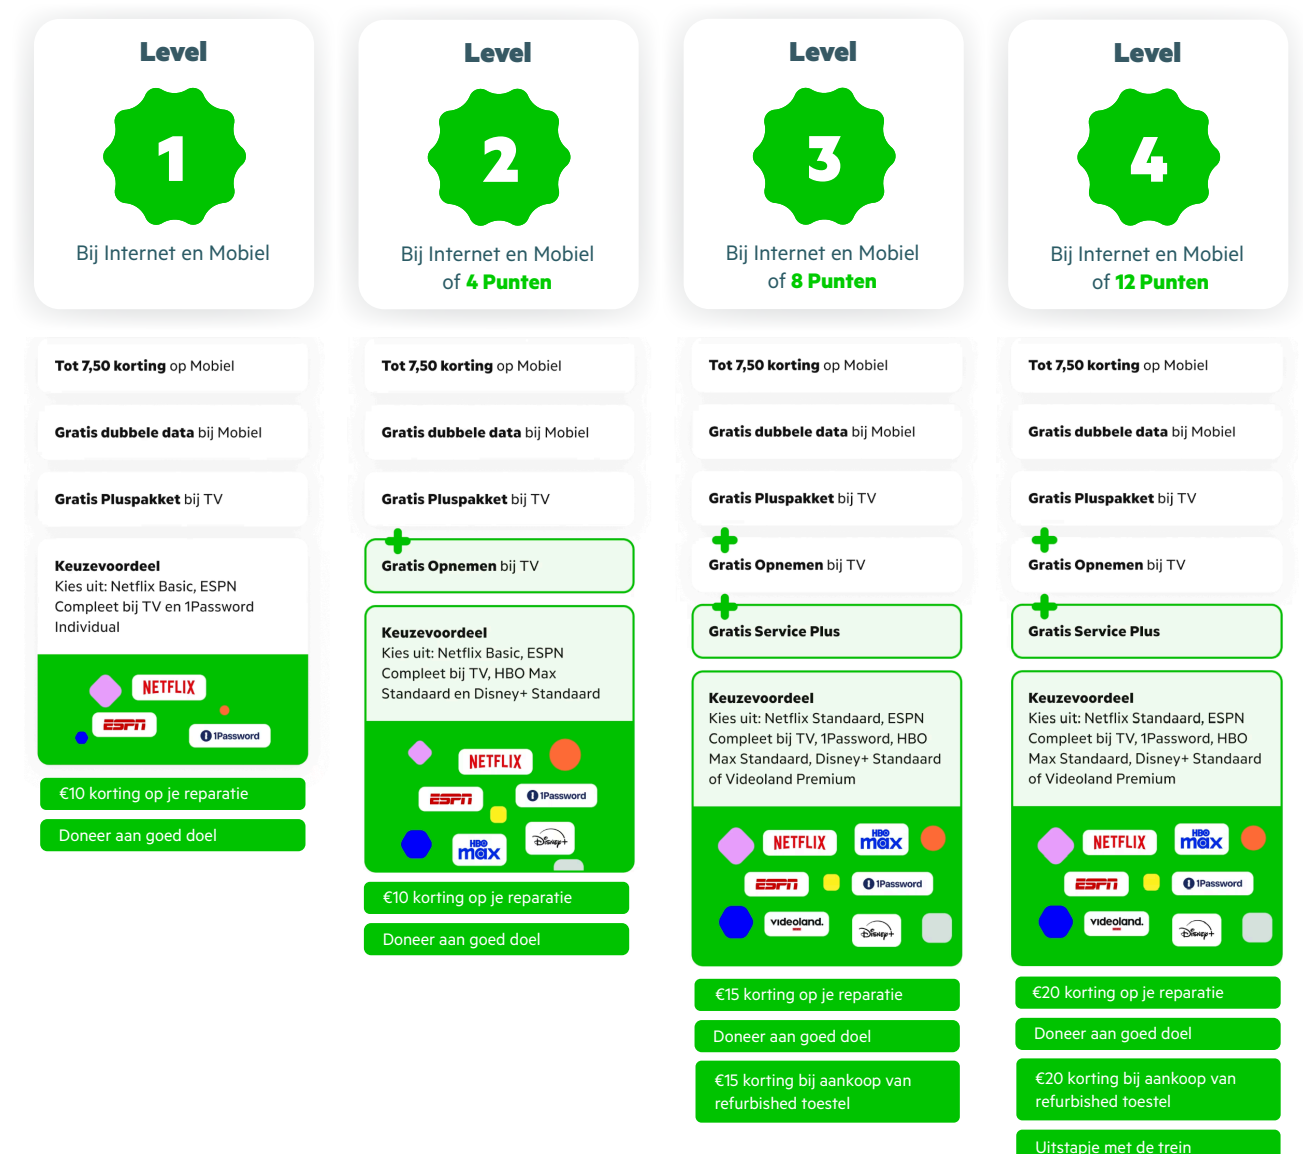 Level
1
Bij Internet en Mobiel
Tot 7,50 korting op Mobiel
Gratis dubbele data bij Mobiel
Gratis Pluspakket bij TV
Keuzevoordeel
Kies uit: Netflix Basic, ESPN
Compleet bij TV en 1Password
Individual
NETFLIX
ESPN
1Password
€10 korting op je reparatie
Doneer aan goed doel
Level
2
Bij Internet en Mobiel
of 4 Punten
Tot 7,50 korting op Mobiel
Gratis dubbele data bij Mobiel
Gratis Pluspakket bij TV
Gratis Opnemen bij TV
Keuzevoordeel
Kies uit: Netflix Basic, ESPN
Compleet bij TV, HBO Max
Standaard en Disney+ Standaard
NETFLIX
ESPN
1Password
HBO
max
Disney+
€10 korting op je reparatie
Doneer aan goed doel
Level
3
Bij Internet en Mobiel
of 8 Punten
Tot 7,50 korting op Mobiel
Gratis dubbele data bij Mobiel
Gratis Pluspakket bij TV
Gratis Opnemen bij TV
Gratis Service Plus
Keuzevoordeel
Kies uit: Netflix Standaard, ESPN
Compleet bij TV, 1Password, HBO
Max Standaard, Disney+ Standaard
of Videoland Premium
NETFLIX
HBO
max
ESPN
1Password
videoland.
Disney+
€15 korting op je reparatie
Doneer aan goed doel
€15 korting bij aankoop van
refurbished toestel
Level
4
Bij Internet en Mobiel
of 12 Punten
Tot 7,50 korting op Mobiel
Gratis dubbele data bij Mobiel
Gratis Pluspakket bij TV
Gratis Opnemen bij TV
Gratis Service Plus
Keuzevoordeel
Kies uit: Netflix Standaard, ESPN
Compleet bij TV, 1Password, HBO
Max Standaard, Disney+ Standaard
of Videoland Premium
NETFLIX
HBO
max
ESPN
1Password
videoland.
Disney+
€20 korting op je reparatie
Doneer aan goed doel
€20 korting bij aankoop van
refurbished toestel
Uitstapje met de trein